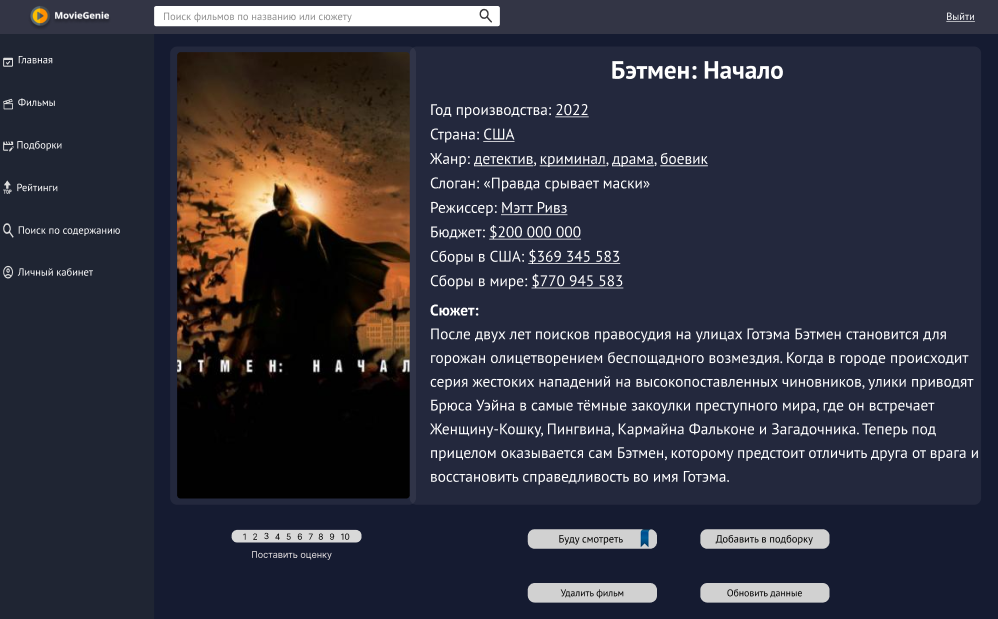 MovieGenie
Поиск фильмов по названию или сюжету
Выйти
Главная
Фильмы
Подборки
Рейтинги
Поиск по содержанию
Личный кабинет
ЭТМЕН: НАЧАЛ
Бэтмен: Начало
Год производства: 2022
Страна: США
Жанр: детектив, криминал, драма, боевик
Слоган: «Правда срывает маски»
Режиссер: Мэтт Ривз
Бюджет: $200 000 000
Сборы в США: $369 345 583
Сборы в мире: $770 945 583
Сюжет:
После двух лет поисков правосудия на улицах Готэма Бэтмен становится для
горожан олицетворением беспощадного возмездия. Когда в городе происходит
серия жестоких нападений на высокопоставленных чиновников, улики приводят
Брюса Уэйна в самые тёмные закоулки преступного мира, где он встречает
Женщину-Кошку, Пингвина, Кармайна Фальконе и Загадочника. Теперь под
прицелом оказывается сам Бэтмен, которому предстоит отличить друга от врага и
восстановить справедливость во имя Готэма.
1 2 3 4 5 6 7 8 9 10
Поставить оценку
Буду смотреть
Добавить в подборку
Удалить фильм
Обновить данные